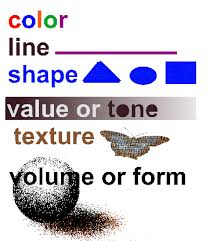 color
line
shape
value or tone
texture
volume or form